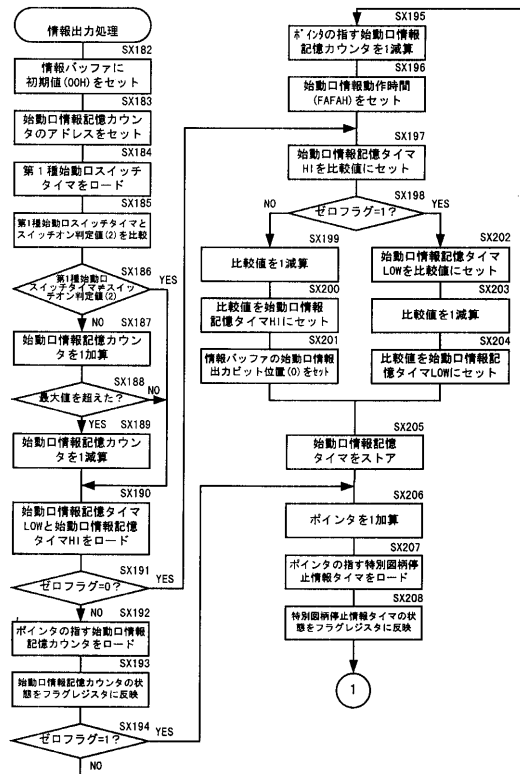 情報出力処理
SX182
情報バッファに
初期値(00H)をセット
SX183
始動口情報記憶カウン
タのアドレスをセット
SX184
第1種始動口スイッチ
タイマをロード
SX185
第1種始動口スイッチタイマと
スイッチオン判定値(2)を比較
SX186
第1種始動口
スイッチタイマ≠スイッ
チオン判定値(2)
YES
NO
SX187
始動口情報記憶カウンタ
を1加算
SX188
最大値を超えた?
NO
YES
SX189
始動口情報記憶カウン
タを1減算
SX190
始動口情報記憶タイマ
LOWと始動口情報記憶
タイマHIをロード
SX191
ゼロフラグ=0?
YES
NO
SX192
ポインタの指す始動口情報
記憶カウンタをロード
SX193
始動口情報記憶カウンタの状
態をフラグレジスタに反映
SX194
ゼロフラグ=1?
YES
NO
SX195
ポインタの指す始動口情報
記憶カウンタを1減算
SX196
始動口情報動作時間
(FAFAH)をセット
SX197
始動口情報記憶タイマ
HIを比較値にセット
SX198
NO
ゼロフラグ=1?
YES
SX199
比較値を1減算
SX200
比較値を始動口情報
記憶タイマHIにセット
SX201
情報バッファの始動口情報
出力ビット位置(0)をセット
SX202
始動口情報記憶タイマ
LOWを比較値にセット
SX203
比較値を1減算
SX204
比較値を始動口情報記
憶タイマLOWにセット
SX205
始動口情報記憶
タイマをストア
SX206
ポインタを1加算
SX207
ポインタの指す特別図柄停
止情報タイマをロード
SX208
特別図柄停止情報タイマの状
態をフラグレジスタに反映
1